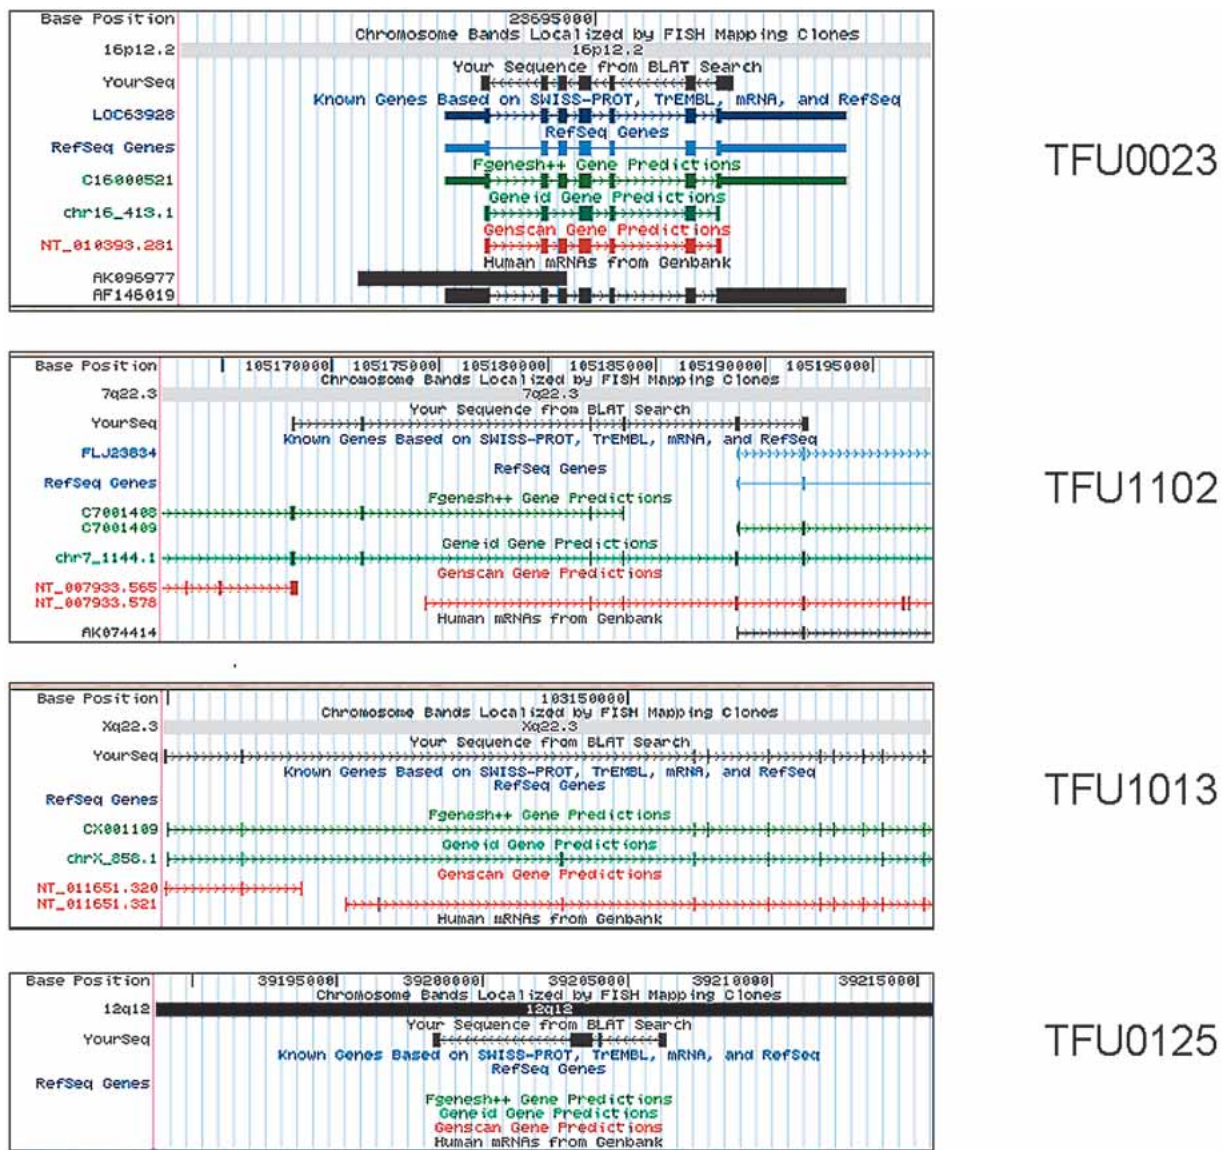 Base Position 23695000|
Chromosome Bands Localized by FISH Mapping Clones
16p12.2 16p12.2
Your Sequence from BLAT Search
YourSeq
Known Genes Based on SWISS-PROT, TrEMBL, mRNA, and RefSeq
LOC63928
RefSeq Genes
RefSeq Genes
Fgenesh++ Gene Predictions
C16000521
Geneid Gene Predictions
chr16_413.1
Genscan Gene Predictions
NT_010393.281
Human mRNAs from Genbank
AK096977
AF146019
TFU0023
Base Position | 105170000| 105175000| 105180000| 105185000| 105190000| 105195000|
Chromosome Bands Localized by FISH Mapping Clones
7q22.3 7q22.3
Your Sequence from BLAT Search
YourSeq
Known Genes Based on SWISS-PROT, TrEMBL, mRNA, and RefSeq
FLJ23834
RefSeq Genes
RefSeq Genes
Fgenesh++ Gene Predictions
C7001408
C7001409
Geneid Gene Predictions
chr7_1144.1
Genscan Gene Predictions
NT_007933.565
NT_007933.578
Human mRNAs from Genbank
AK074414
TFU1102
Base Position | 103150000|
Chromosome Bands Localized by FISH Mapping Clones
Xq22.3 Xq22.3
Your Sequence from BLAT Search
YourSeq
Known Genes Based on SWISS-PROT, TrEMBL, mRNA, and RefSeq
RefSeq Genes
RefSeq Genes
Fgenesh++ Gene Predictions
CX001109
Geneid Gene Predictions
chrX_858.1
Genscan Gene Predictions
NT_011651.320
NT_011651.321
Human mRNAs from Genbank
TFU1013
Base Position | 39195000| 39200000| 39205000| 39210000| 39215000|
Chromosome Bands Localized by FISH Mapping Clones
12q12 12q12
Your Sequence from BLAT Search
YourSeq
Known Genes Based on SWISS-PROT, TrEMBL, mRNA, and RefSeq
RefSeq Genes
RefSeq Genes
Fgenesh++ Gene Predictions
Geneid Gene Predictions
Genscan Gene Predictions
Human mRNAs from Genbank
TFU0125